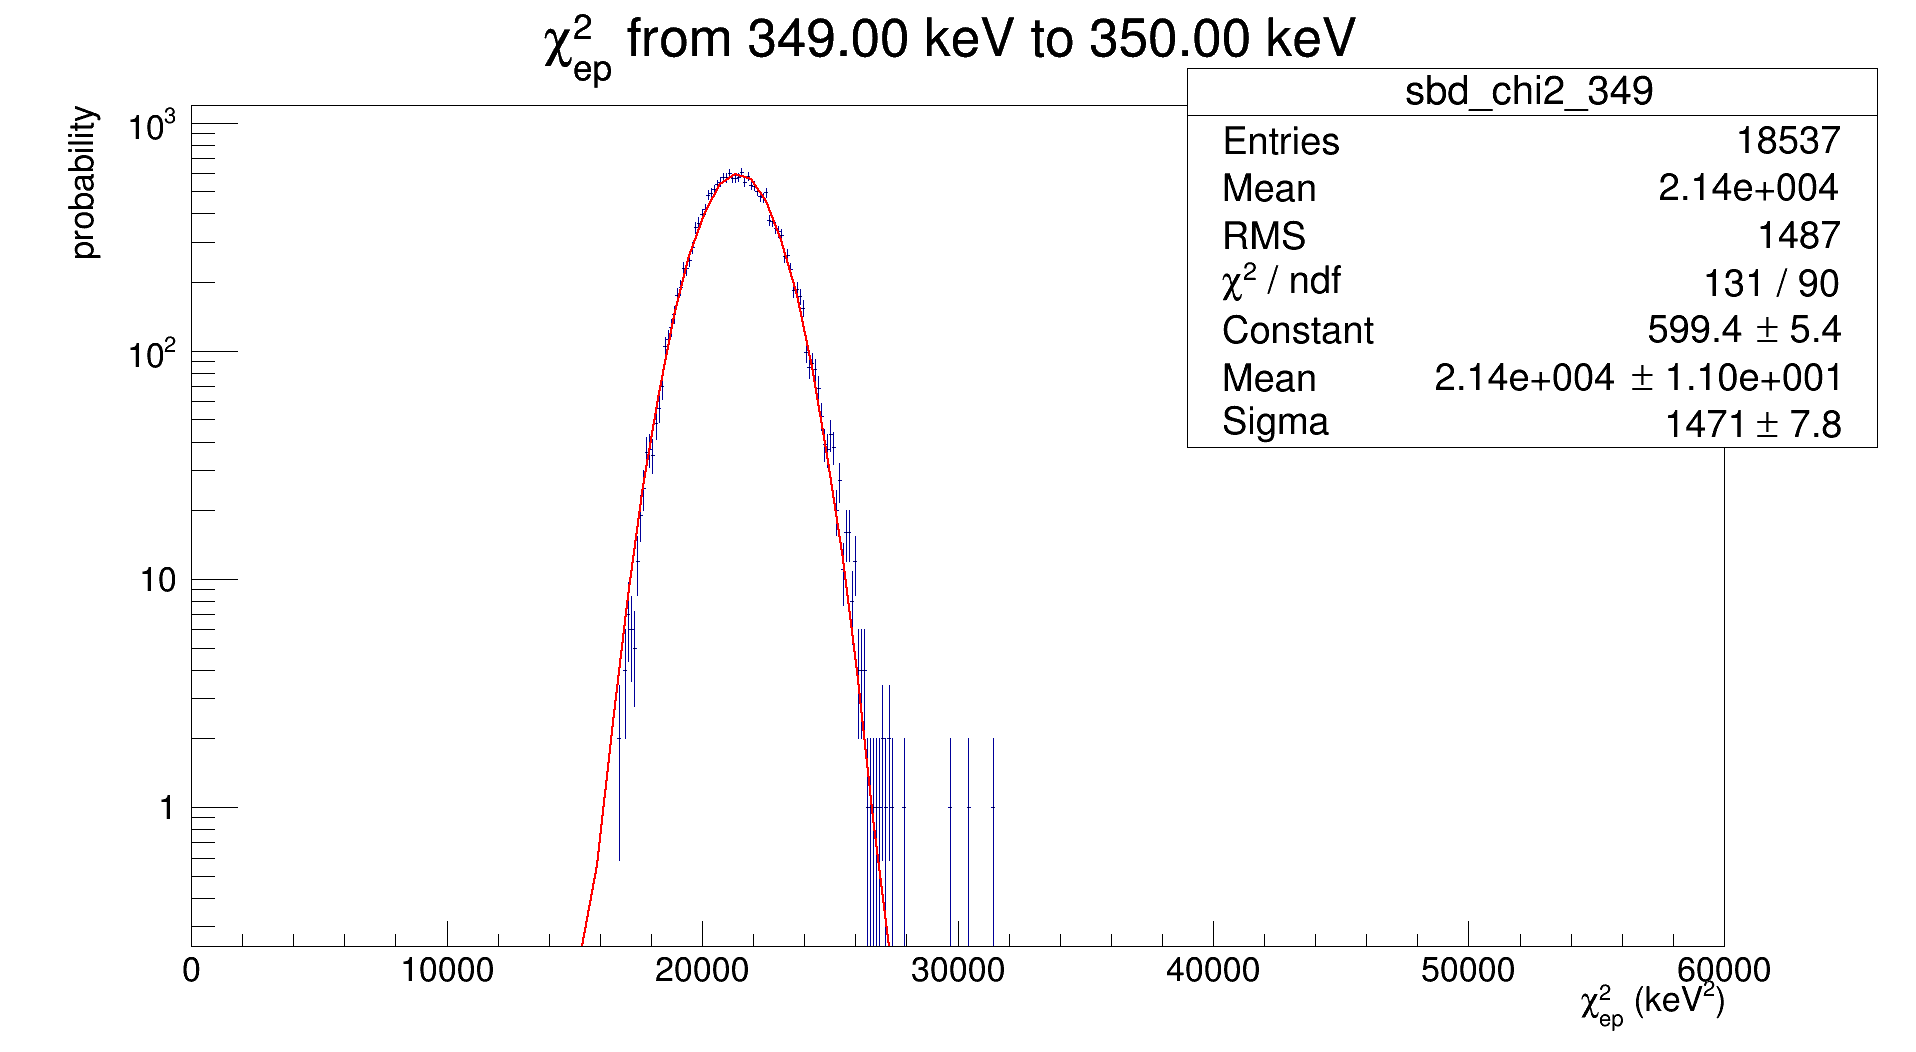 χ²ep from 349.00 keV to 350.00 keV
sbd_chi2_349
Entries 18537
Mean 2.14e+004
RMS 1487
χ² / ndf 131 / 90
Constant 599.4 ± 5.4
Mean 2.14e+004 ± 1.10e+001
Sigma 1471 ± 7.8
probability
10³
10²
10
1
0 10000 20000 30000 40000 50000 60000
χ²ep (keV²)